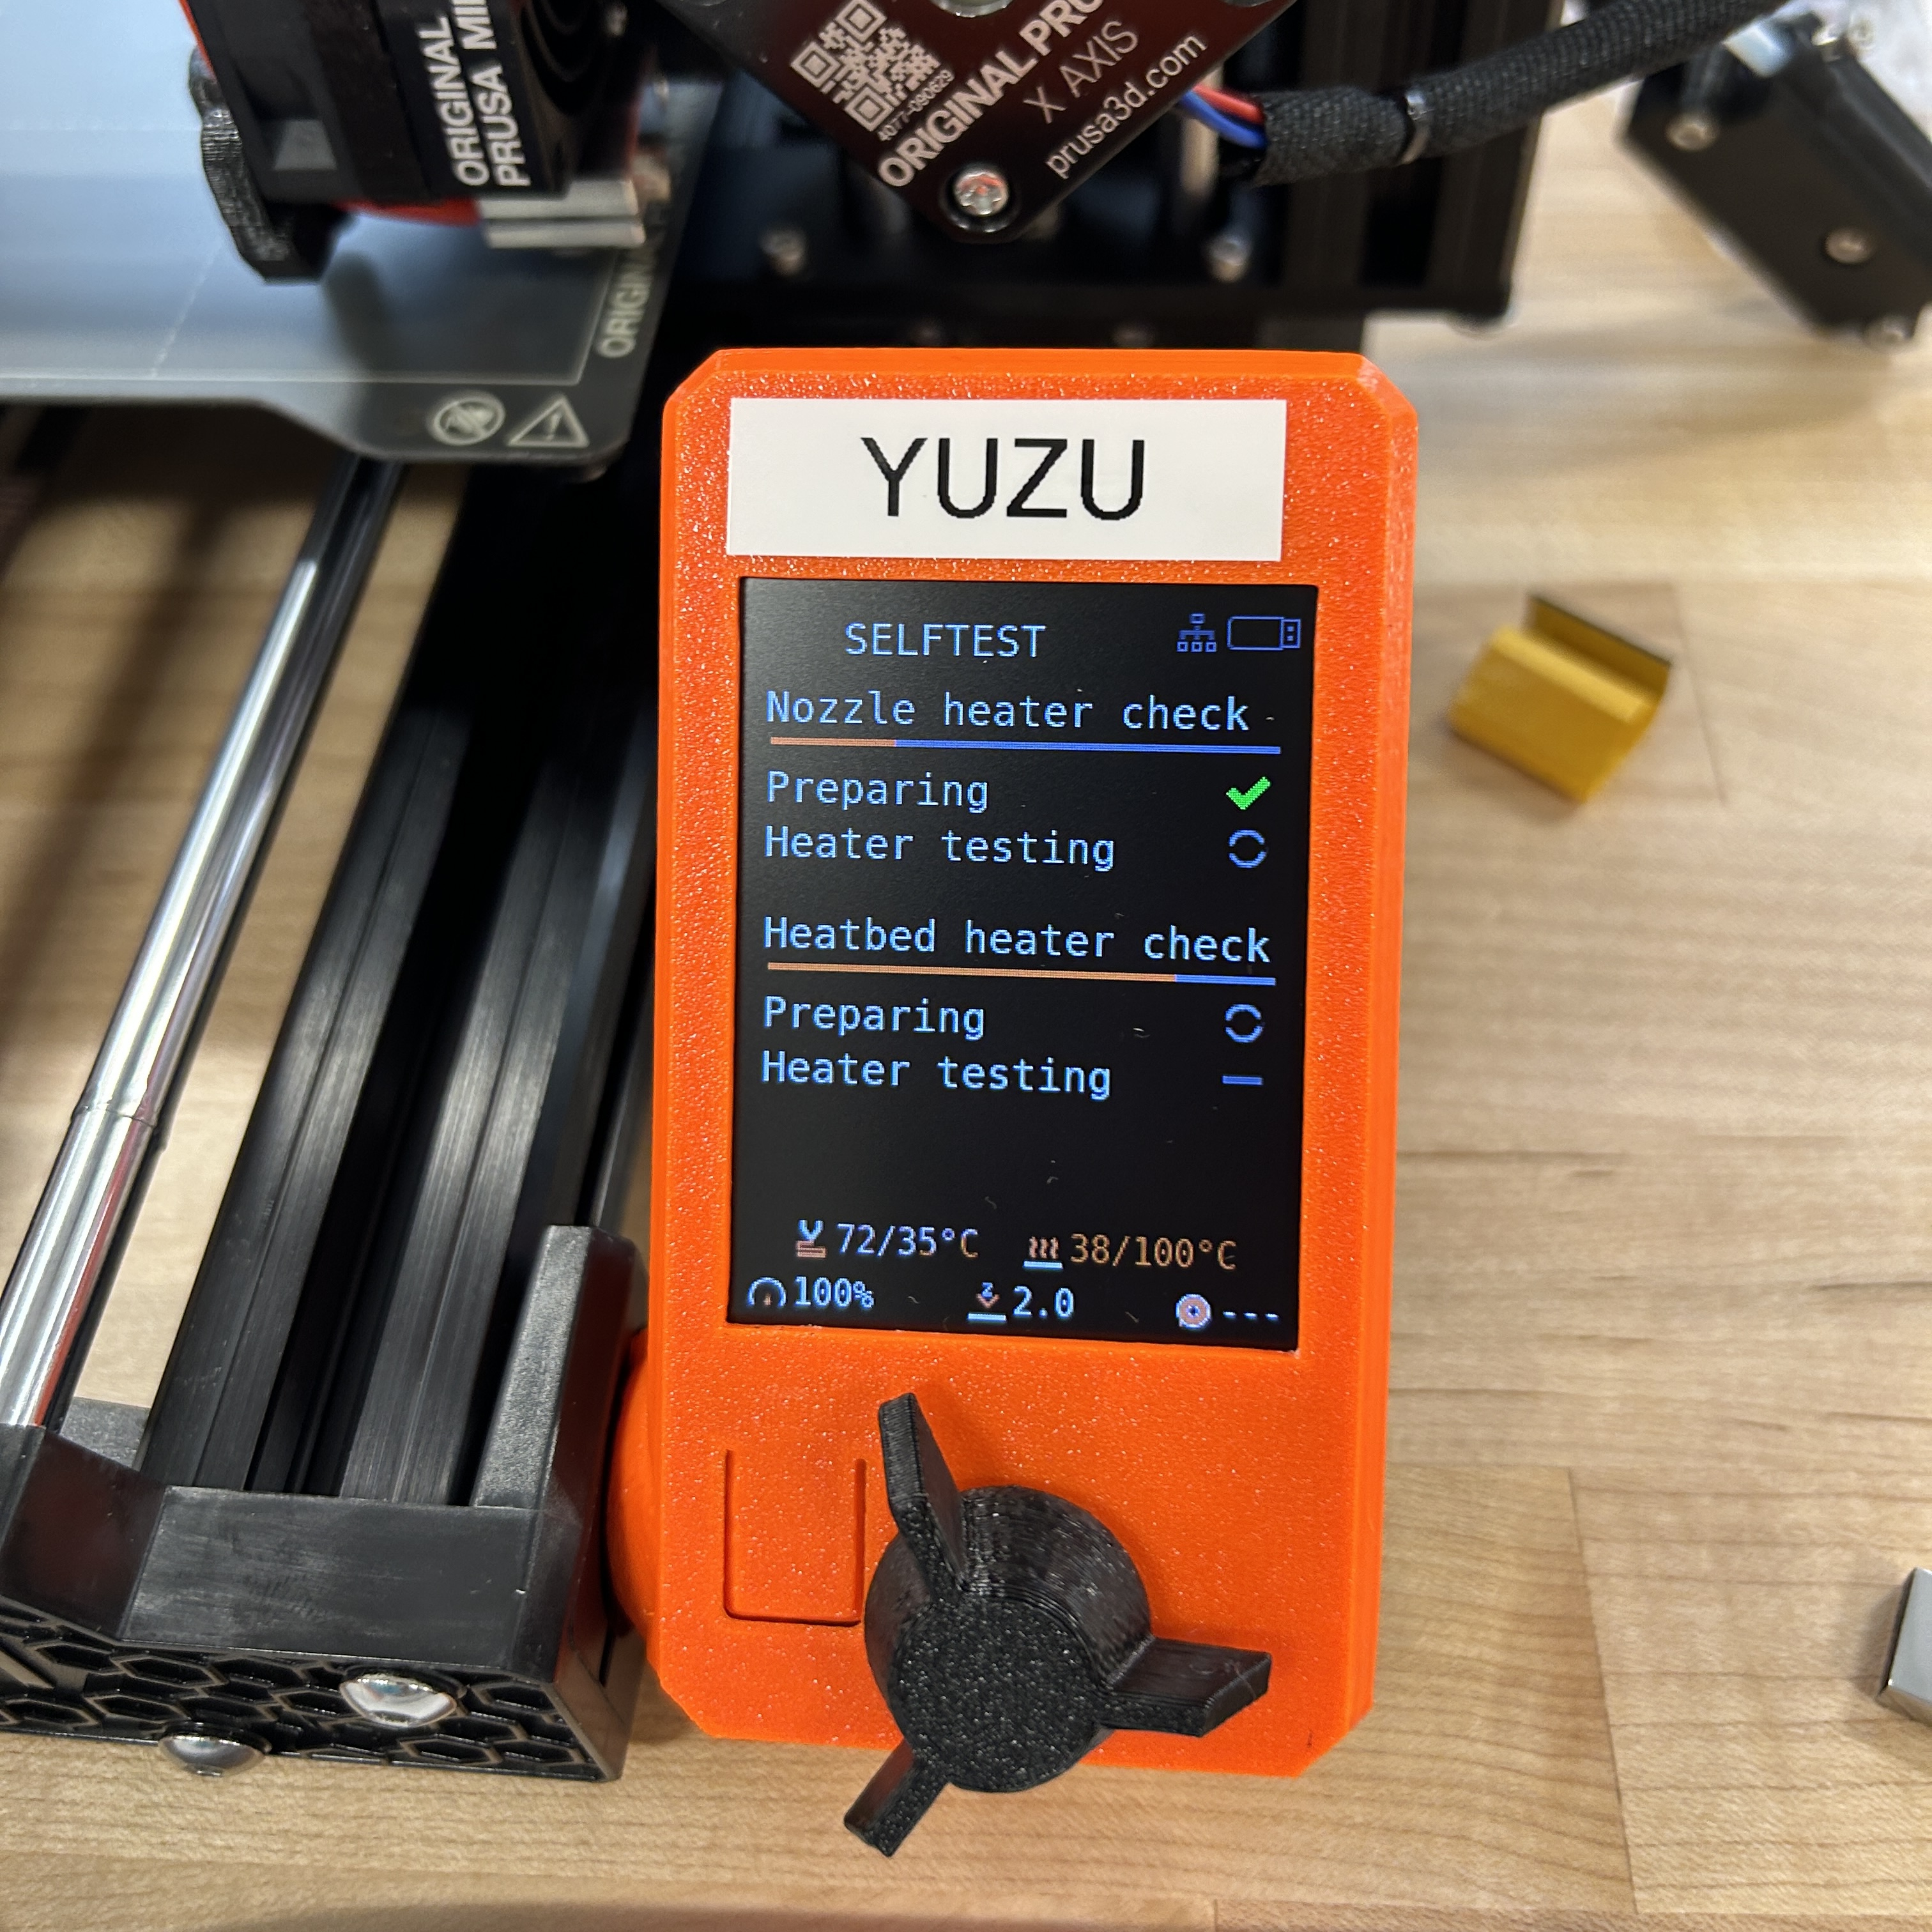 ORIGINAL
PRUSA MI
ORIGINAL PRU
X AXIS
prusa3d.com
ORIGINA
YUZU
SELFTEST
Nozzle heater check
Preparing
Heater testing
Heatbed heater check
Preparing
Heater testing
72/35°C 38/100°C
100% 2.0 ---